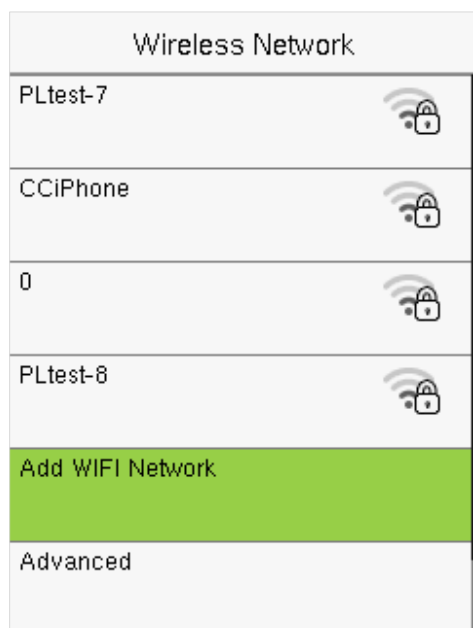 Wireless Network
PLtest-7
CCiPhone
0
PLtest-8
Add WIFI Network
Advanced